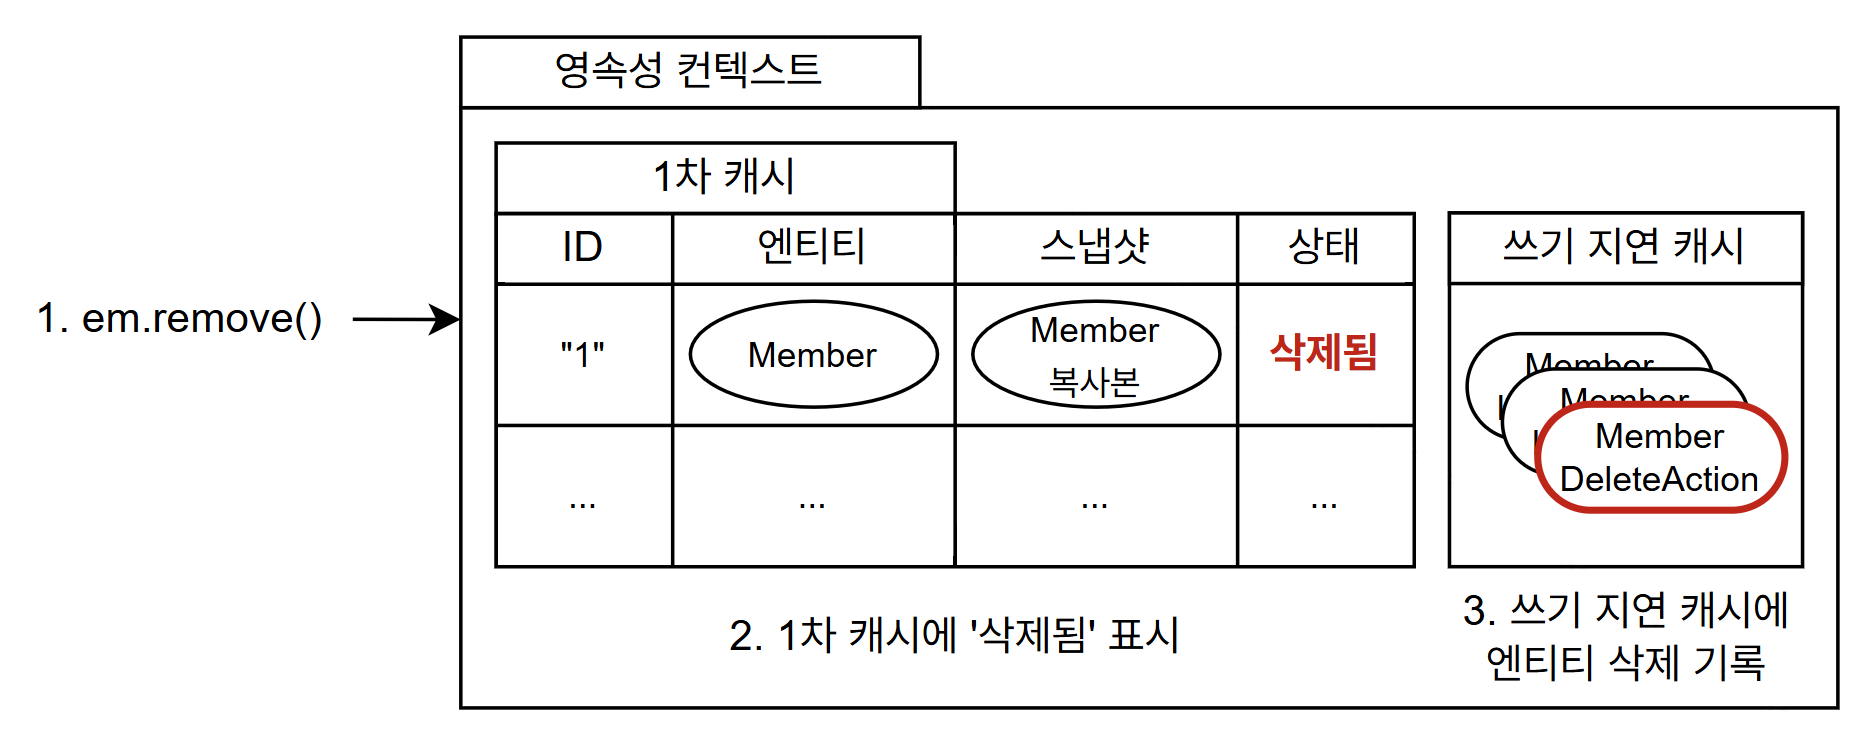 영속성 컨텍스트
1차 캐시
ID 엔티티 스냅샷 상태
쓰기 지연 캐시
1. em.remove()
"1" Member
Member
복사본
삭제됨
Member
Member
Member
DeleteAction
... ... ... ...
2. 1차 캐시에 '삭제됨' 표시
3. 쓰기 지연 캐시에
엔티티 삭제 기록